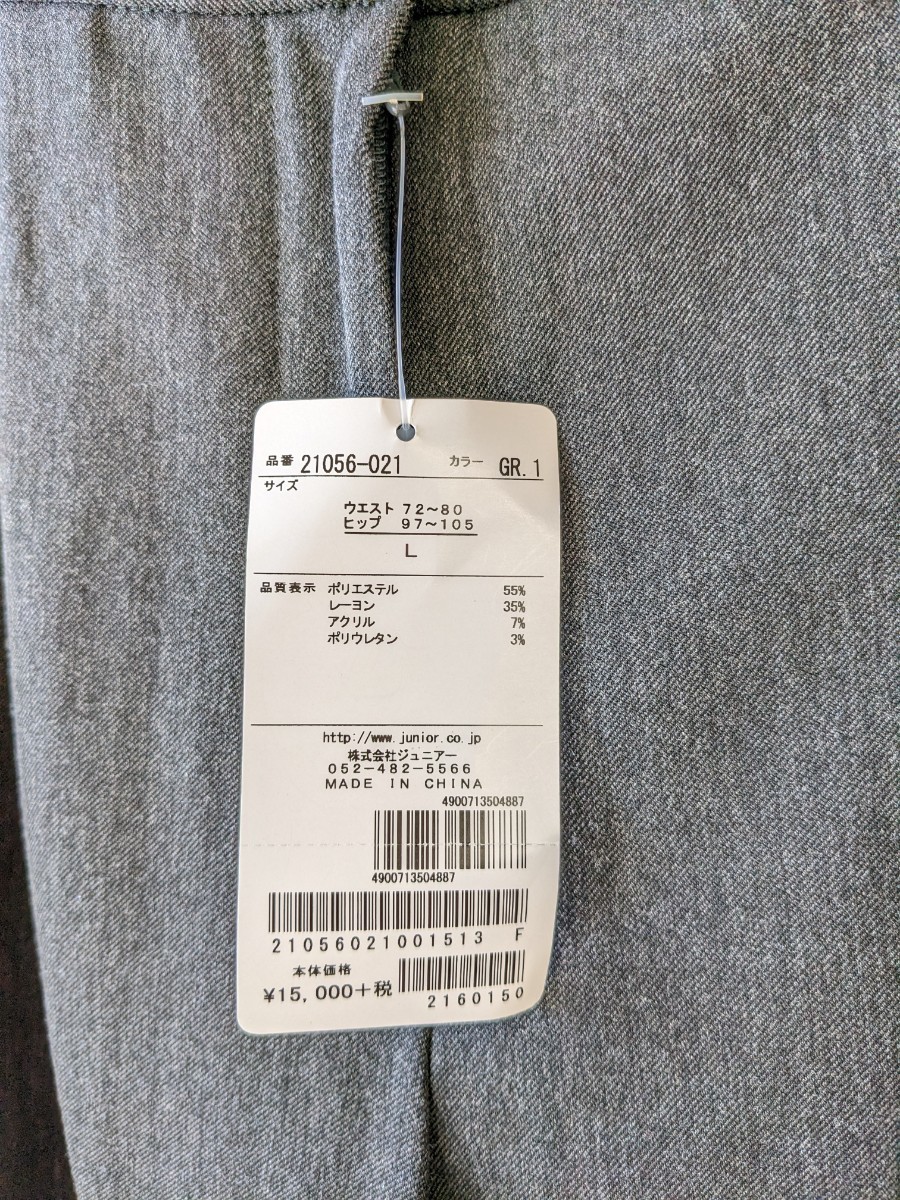 品番 21056-021 カラー GR.1
サイズ
ウエスト 72～80
ヒップ 97～105
L
品質表示 ポリエステル 55%
レーヨン 35%
アクリル 7%
ポリウレタン 3%
http://www.junior.co.jp
株式会社ジュニアー
052-482-5566
MADE IN CHINA
4900713504887
4900713504887
21056021001513 F
本体価格
¥15,000+税
2160150